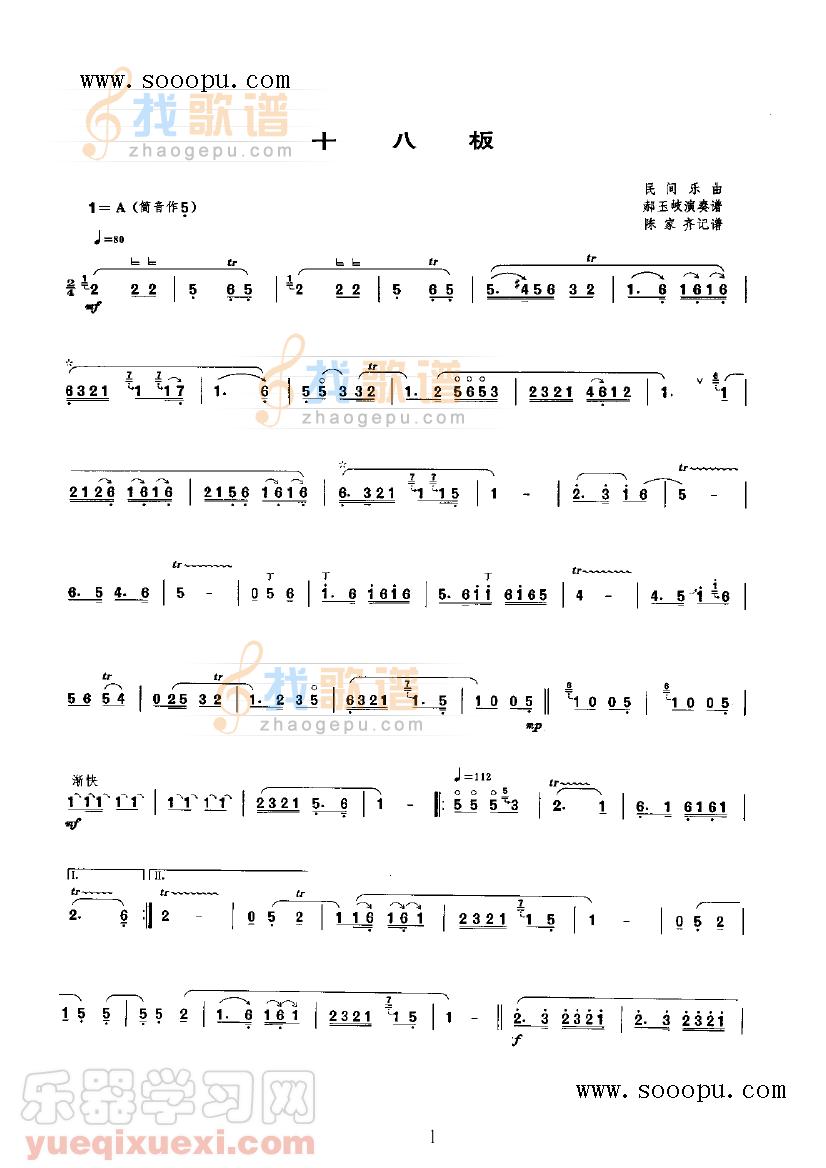 www.sooopu.com
找歌谱
zhaogepu.com
十 八 板
民 间 乐 曲
1=A(筒音作5)
郝玉岐演奏谱
陈 家 齐记谱
♩=80
2/4 2 2 2 | 5 6 5 | 2 2 2 | 5 6 5 | 5. #4 5 6 3 2 | 1. 6 1 6 1 6 |
mf
6 3 2 1 1 1 7 | 1. 6 | 5 5 3 3 2 | 1. 2 5 6 5 3 | 2 3 2 1 4 6 1 2 | 1. 1
找歌谱
zhaogepu.com
2 1 2 6 1 6 1 6 | 2 1 5 6 1 6 1 6 | 6. 3 2 1 1 1 5 | 1 - | 2. 3 1 6 | 5 - |
6. 5 4. 6 | 5 - | 0 5 6 | 1. 6 1 6 1 6 | 5. 6 1 1 6 1 6 5 | 4 - | 4. 5 1 6 |
找歌谱
zhaogepu.com
5 6 5 4 | 0 2 5 3 2 | 1. 2 3 5 | 6 3 2 1 1. 5 | 1 0 0 5 || 1 0 0 5 | 1 0 0 5 |
mp
渐快
♩=112
1 1 1 1 1 | 1 1 1 1 | 2 3 2 1 5. 6 | 1 - |: 5 5 5 3 | 2. 1 | 6. 1 6 1 6 1 |
mf
I. II.
2. 6 :| 2 - | 0 5 2 | 1 1 6 1 6 1 | 2 3 2 1 1 5 | 1 - | 0 5 2 |
1 5 5 | 5 5 2 | 1. 6 1 6 1 | 2 3 2 1 1 5 | 1 - || 2. 3 2 3 2 1 | 2. 3 2 3 2 1 |
f
乐器学习网
yueqixuexi.com
www.sooopu.com
1